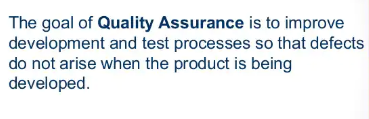 The goal of Quality Assurance is to improve
development and test processes so that defects
do not arise when the product is being
developed.